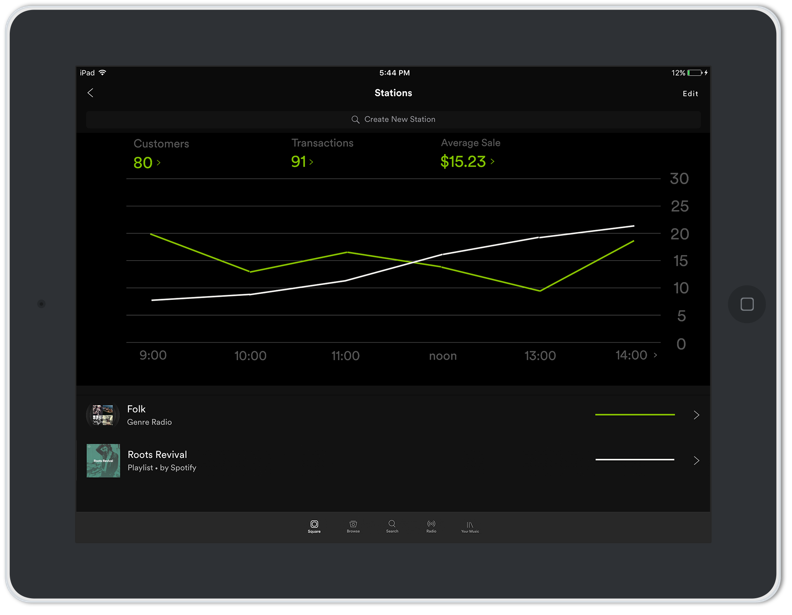 iPad 5:44 PM 12%
Stations Edit
Create New Station
Customers Transactions Average Sale
80 91 $15.23
30
25
20
15
10
5
0
9:00 10:00 11:00 noon 13:00 14:00
Folk
Genre Radio
Roots Revival
Playlist • by Spotify
Roots Revival
Square Browse Search Radio Your Music